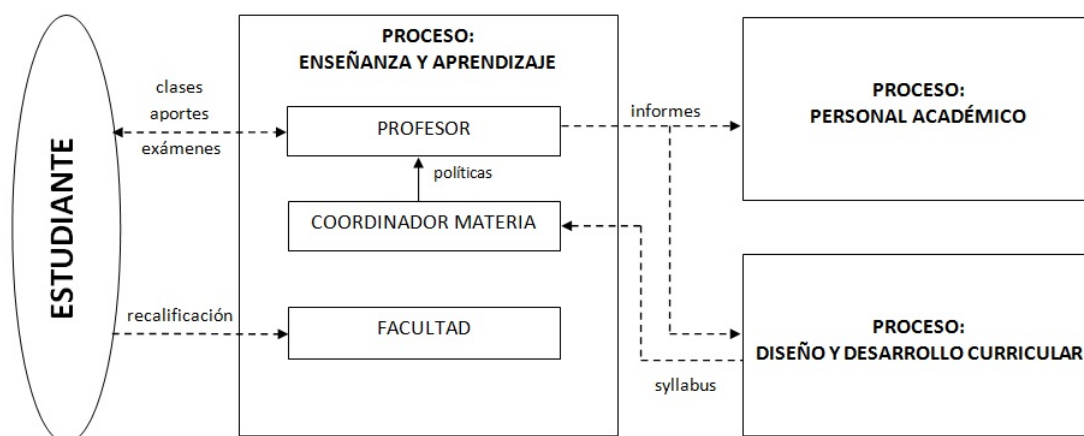 ESTUDIANTE
clases
aportes
exámenes
recalificación
PROCESO:
ENSEÑANZA Y APRENDIZAJE
PROFESOR
políticas
COORDINADOR MATERIA
FACULTAD
informes
syllabus
PROCESO:
PERSONAL ACADÉMICO
PROCESO:
DISEÑO Y DESARROLLO CURRICULAR